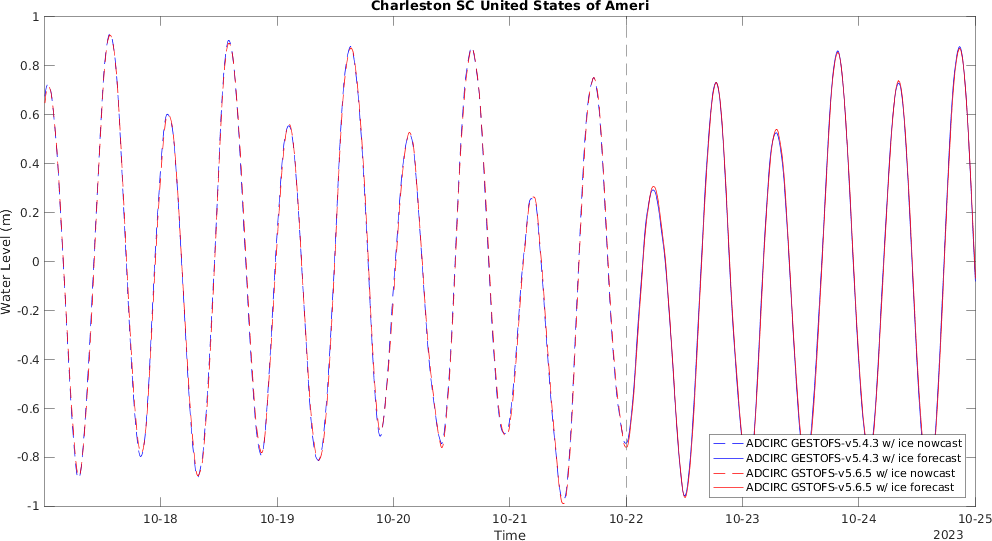 Charleston SC United States of Ameri
1
0.8
0.6
0.4
0.2
0
-0.2
-0.4
-0.6
-0.8
-1
Water Level (m)
ADCIRC GESTOFS-v5.4.3 w/ ice nowcast
ADCIRC GESTOFS-v5.4.3 w/ ice forecast
ADCIRC GSTOFS-v5.6.5 w/ ice nowcast
ADCIRC GSTOFS-v5.6.5 w/ ice forecast
10-18 10-19 10-20 10-21 10-22 10-23 10-24 10-25
Time
2023